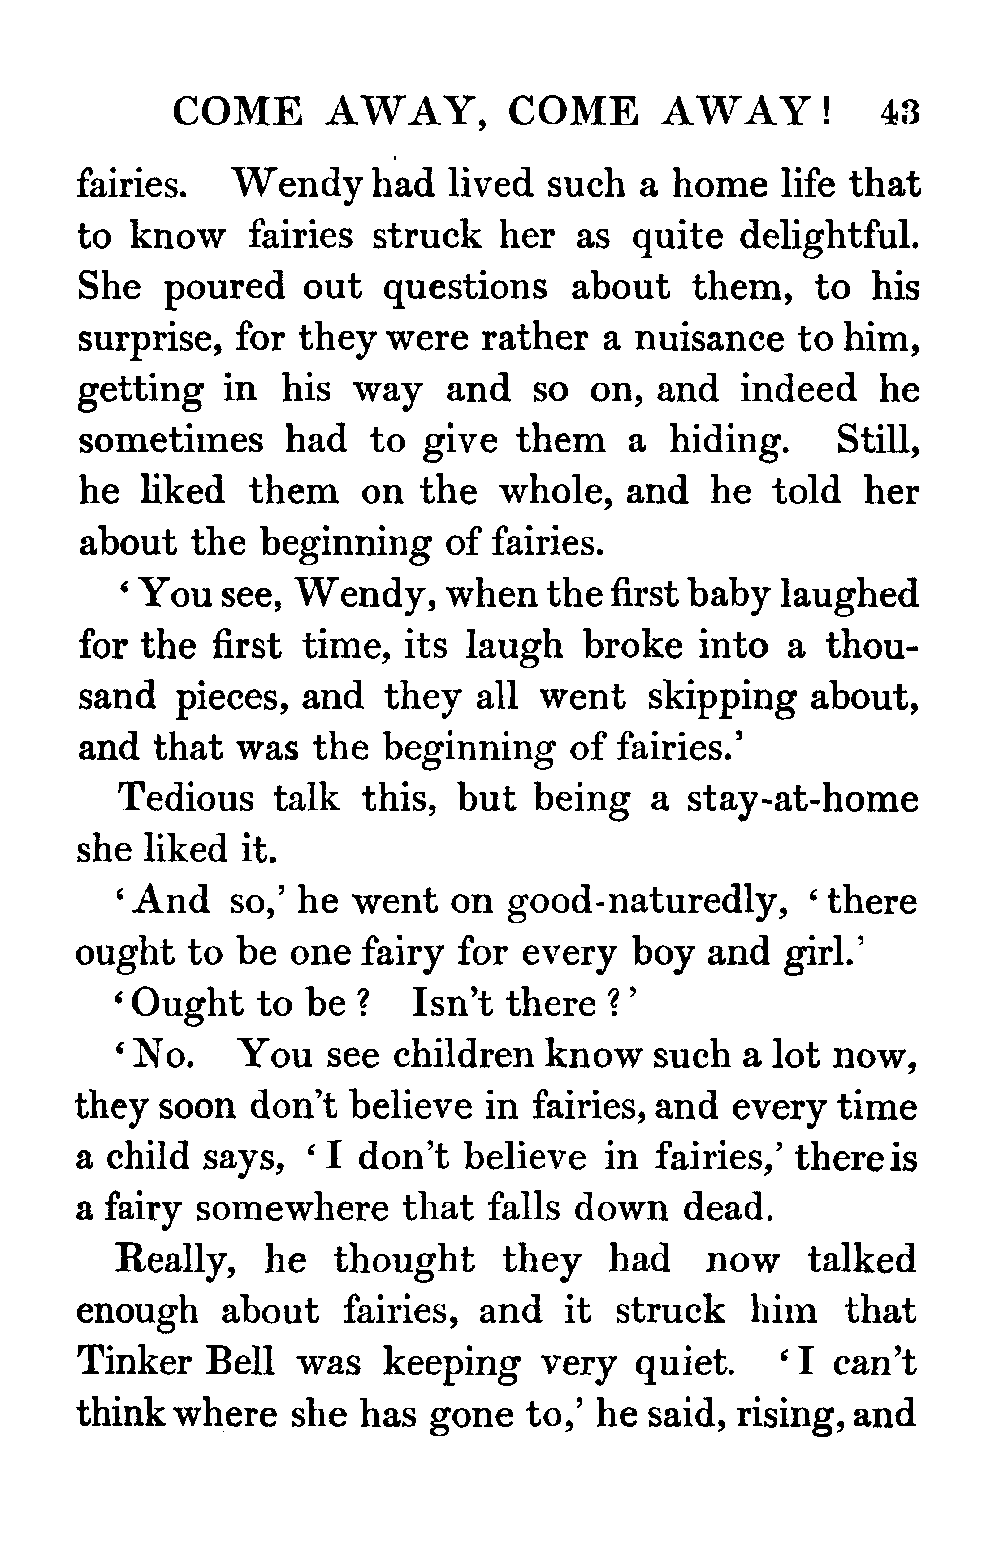 COME AWAY, COME AWAY! 43
fairies. Wendy had lived such a home life that
to know fairies struck her as quite delightful.
She poured out questions about them, to his
surprise, for they were rather a nuisance to him,
getting in his way and so on, and indeed he
sometimes had to give them a hiding. Still,
he liked them on the whole, and he told her
about the beginning of fairies.
‘You see, Wendy, when the first baby laughed
for the first time, its laugh broke into a thou-
sand pieces, and they all went skipping about,
and that was the beginning of fairies.’
Tedious talk this, but being a stay-at-home
she liked it.
‘And so,’ he went on good-naturedly, ‘there
ought to be one fairy for every boy and girl.’
‘Ought to be? Isn’t there?’
‘No. You see children know such a lot now,
they soon don’t believe in fairies, and every time
a child says, ‘I don’t believe in fairies,’ there is
a fairy somewhere that falls down dead.
Really, he thought they had now talked
enough about fairies, and it struck him that
Tinker Bell was keeping very quiet. ‘I can’t
think where she has gone to,’ he said, rising, and